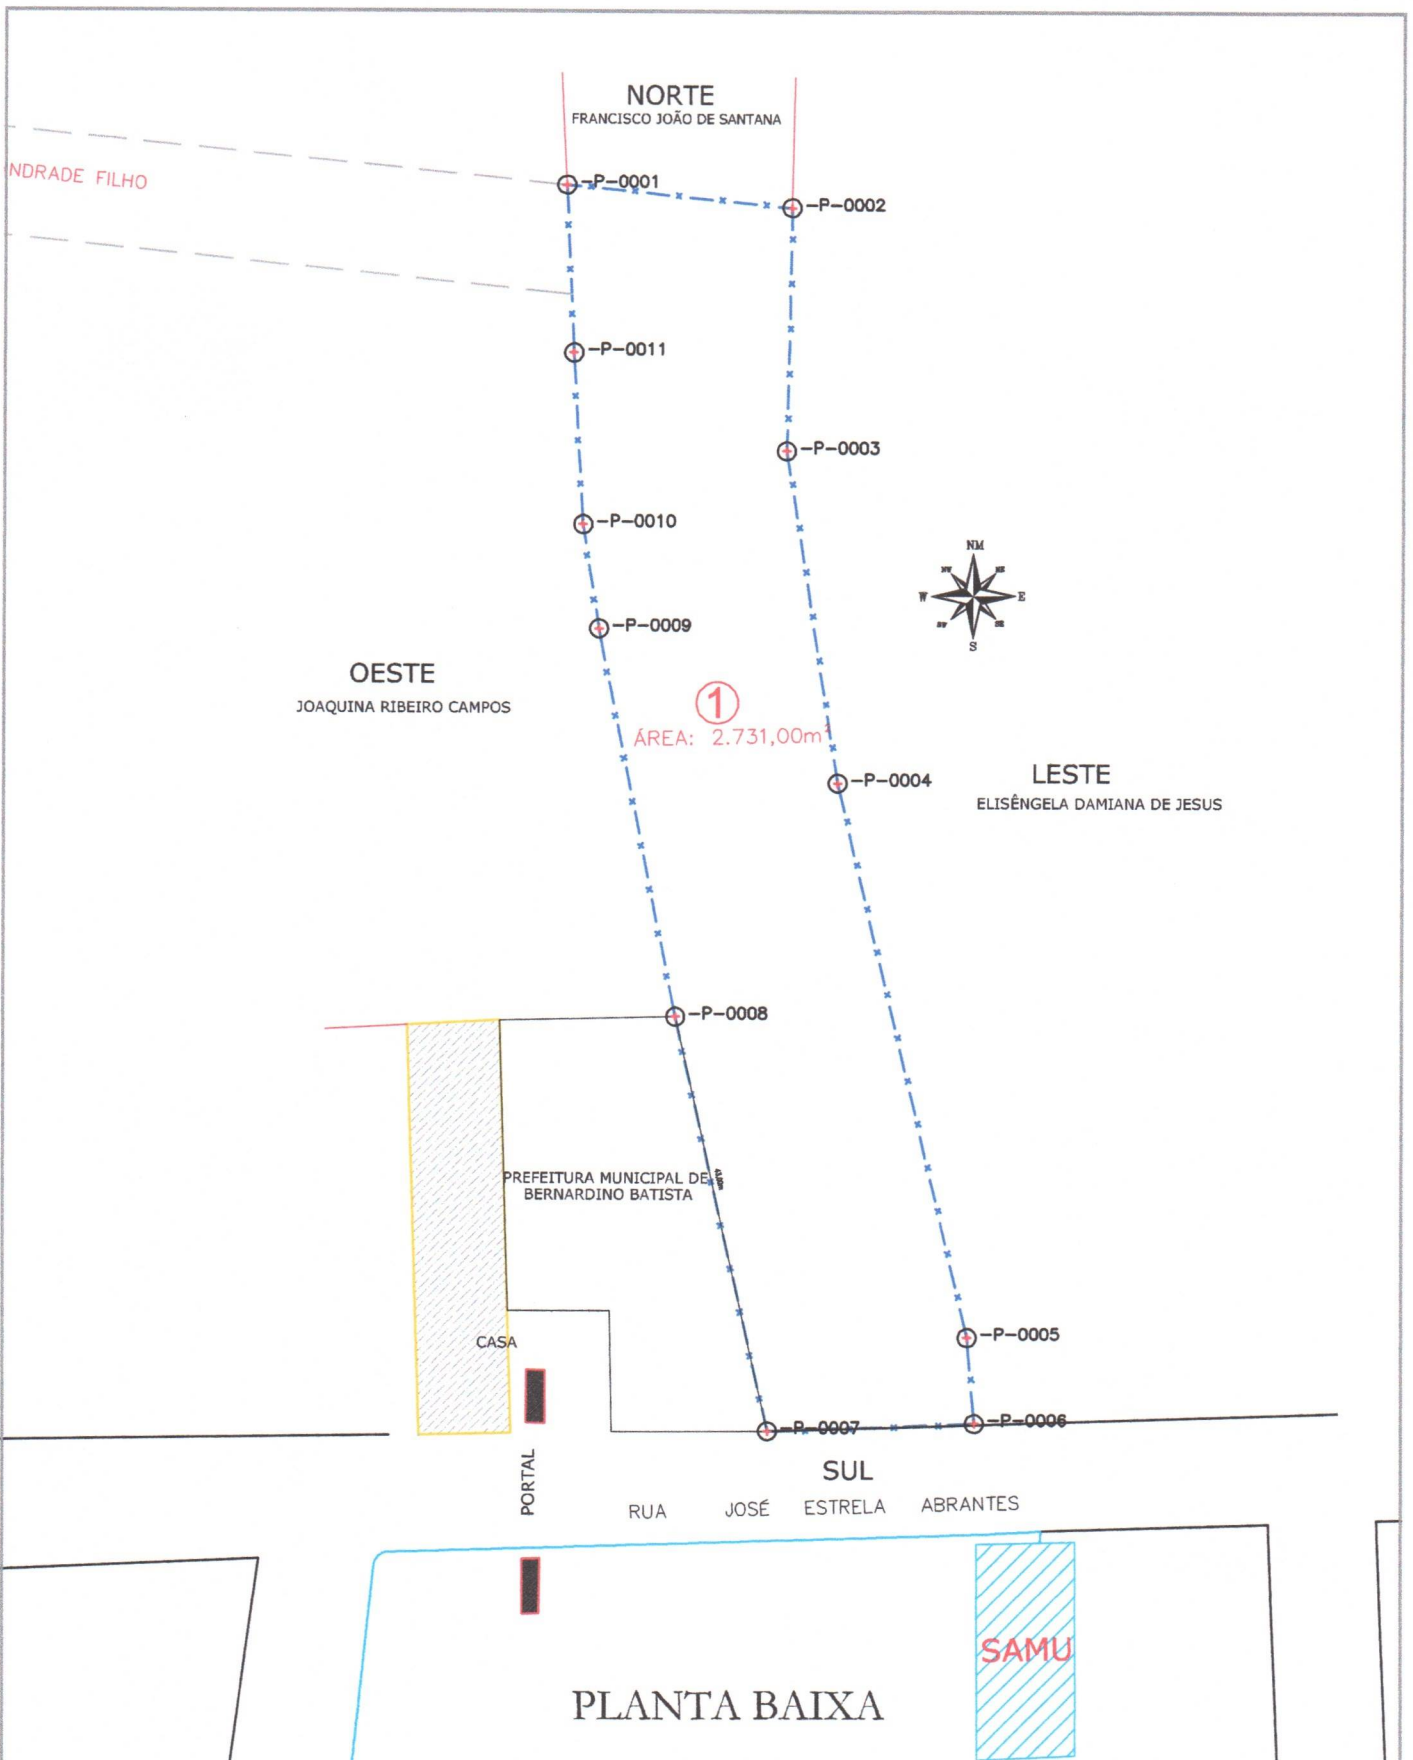 NORTE
FRANCISCO JOÃO DE SANTANA
NDRADE FILHO
-P-0001
-P-0002
-P-0011
-P-0003
-P-0010
NM
W
E
S
-P-0009
OESTE
JOAQUINA RIBEIRO CAMPOS
1
ÁREA: 2.731,00m²
-P-0004
LESTE
ELISÊNGELA DAMIANA DE JESUS
-P-0008
PREFEITURA MUNICIPAL DE
BERNARDINO BATISTA
CASA
-P-0005
-P-0007
-P-0006
PORTAL
SUL
RUA JOSÉ ESTRELA ABRANTES
SAMU
PLANTA BAIXA